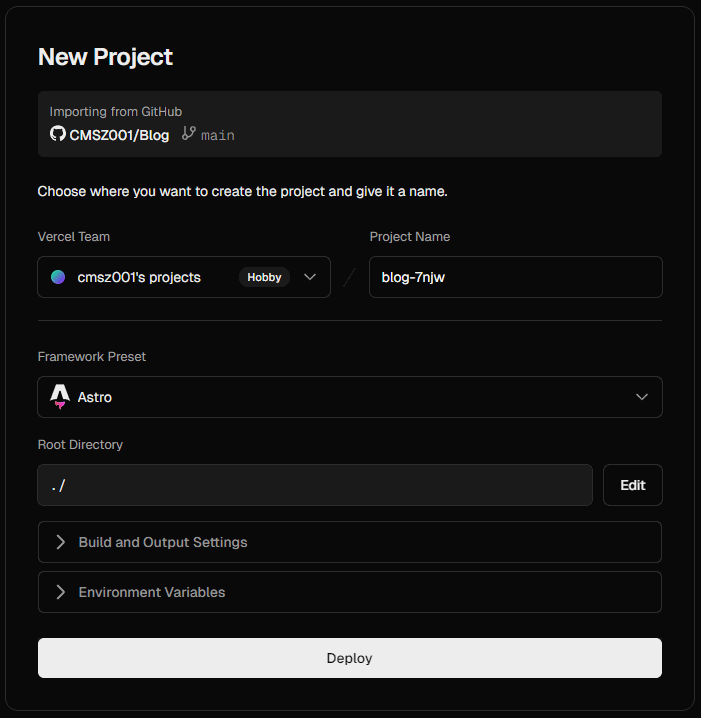 New Project
Importing from GitHub
CMSZ001/Blog main
Choose where you want to create the project and give it a name.
Vercel Team
Project Name
cmsz001's projects Hobby
/
blog-7njw
Framework Preset
Astro
Root Directory
./
Edit
Build and Output Settings
Environment Variables
Deploy